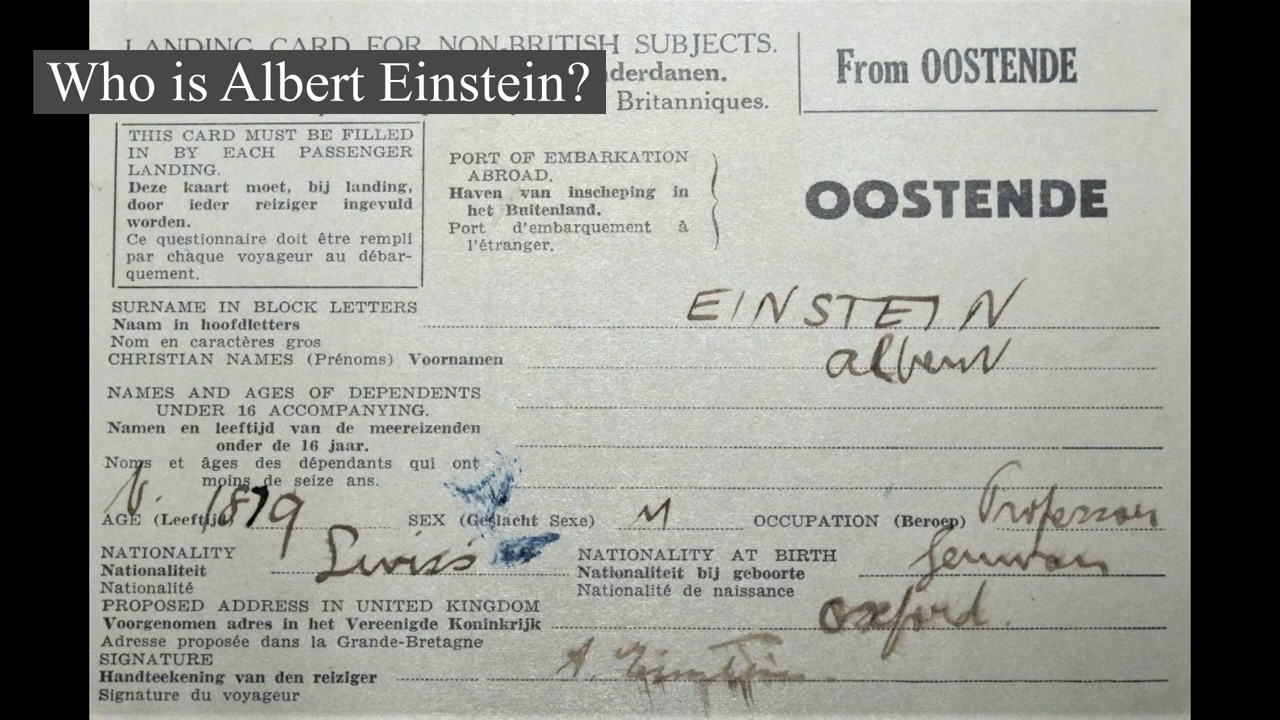 LANDING CARD FOR NON-BRITISH SUBJECTS.
Who is Albert Einstein?
nderdanen.
Britanniques.
From OOSTENDE
THIS CARD MUST BE FILLED
IN BY EACH PASSENGER
LANDING.
Deze kaart moet, bij landing,
door ieder reiziger ingevuld
worden.
Ce questionnaire doit être rempli
par chaque voyageur au débar-
quement.
PORT OF EMBARKATION
ABROAD.
Haven van inscheping in
het Buitenland.
Port d'embarquement à
l'étranger.
OOSTENDE
SURNAME IN BLOCK LETTERS EINSTEIN
Naam in hoofdletters
Nom en caractères gros
CHRISTIAN NAMES (Prénoms) Voornamen Albert
NAMES AND AGES OF DEPENDENTS
UNDER 16 ACCOMPANYING.
Namen en leeftijd van de meereizenden
onder de 16 jaar.
Noms et âges des dépendants qui ont
moins de seize ans.
AGE (Leeftijd) 1879 SEX (Geslacht Sexe) M OCCUPATION (Beroep) Professor
NATIONALITY Swiss
Nationaliteit
Nationalité
NATIONALITY AT BIRTH German
Nationaliteit bij geboorte
Nationalité de naissance
PROPOSED ADDRESS IN UNITED KINGDOM Oxford.
Voorgenomen adres in het Vereenigde Koninkrijk
Adresse proposée dans la Grande-Bretagne
SIGNATURE A. Einstein.
Handteekening van den reiziger
Signature du voyageur